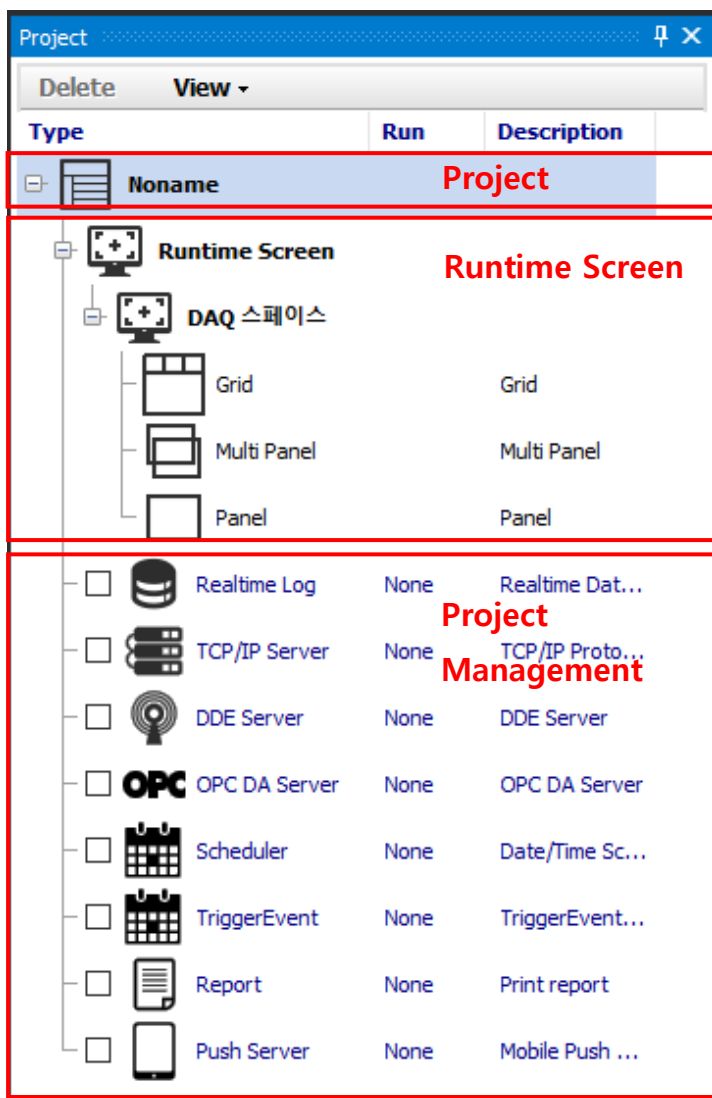 Project
Delete View
Type Run Description
Noname Project
Runtime Screen Runtime Screen
DAQ 스페이스
Grid Grid
Multi Panel Multi Panel
Panel Panel
Realtime Log None Realtime Dat...
Project
TCP/IP Server None TCP/IP Proto...
Management
DDE Server None DDE Server
OPC OPC DA Server None OPC DA Server
Scheduler None Date/Time Sc...
TriggerEvent None TriggerEvent...
Report None Print report
Push Server None Mobile Push ...